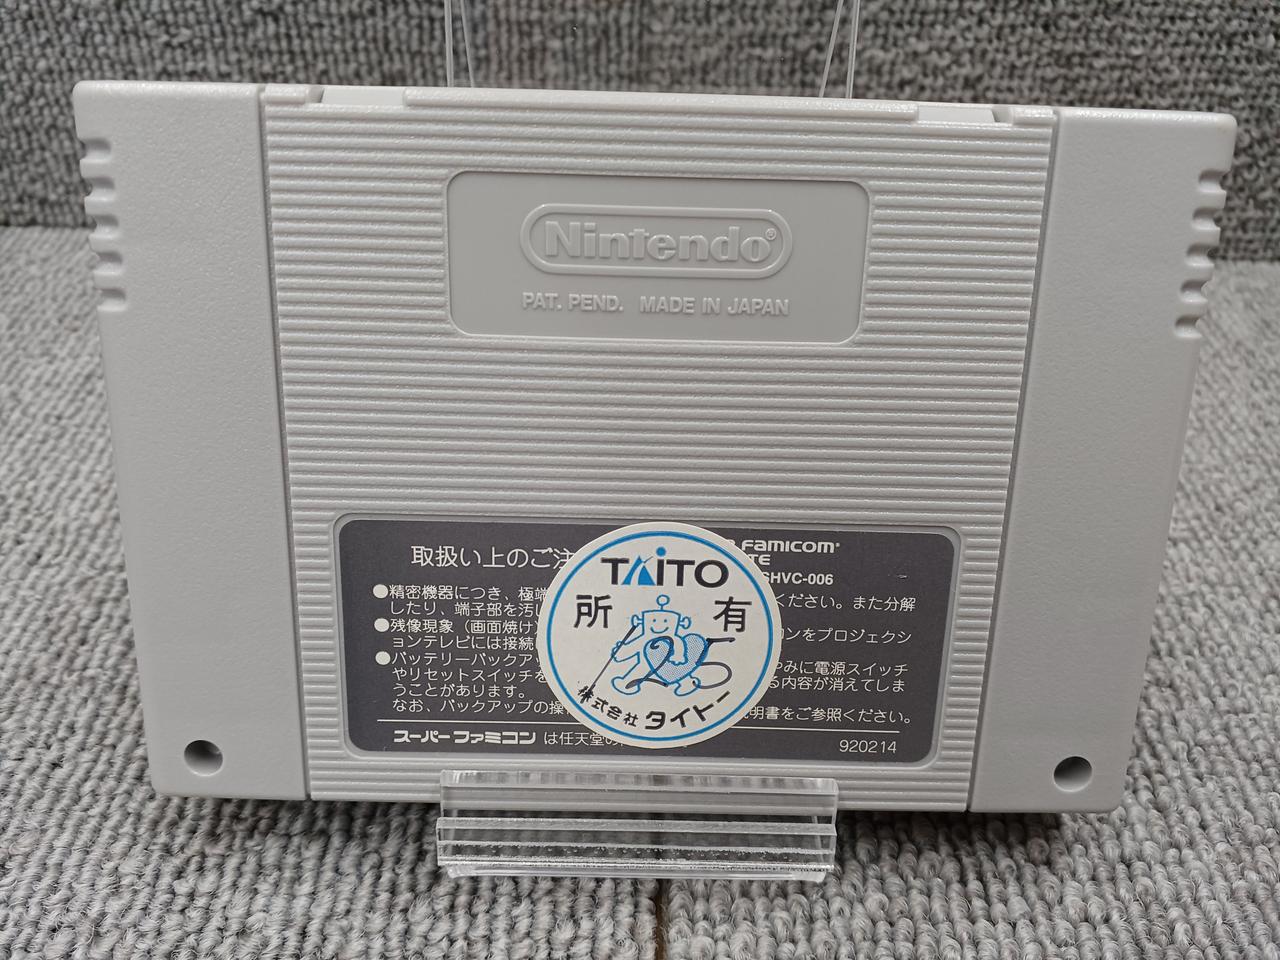 Nintendo®
PAT. PEND. MADE IN JAPAN
取扱い上のご注
FAMICOM
SHVC-006
●精密機器につき、極端
ください。また分解
したり、端子部を汚
●残像現象（画面焼け）
ョンテレビには接続
ンをプロジェクシ
●バッテリーバックアッ
やみに電源スイッチ
やリセットスイッチを
る内容が消えてしま
うことがあります。
なお、バックアップの操
明書をご参照ください。
スーパーファミコン は任天堂の
920214
TAITO
所有
125
株式会社 タイトー